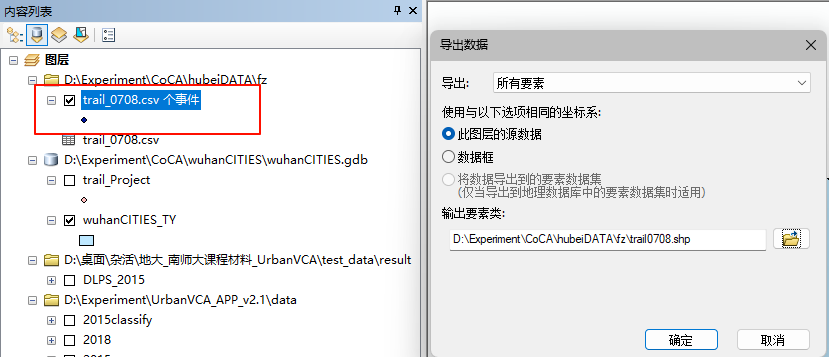 内容列表
图层
D:\Experiment\CoCA\hubeiDATA\fz
trail_0708.csv 个事件
trail_0708.csv
D:\Experiment\CoCA\wuhanCITIES\wuhanCITIES.gdb
trail_Project
wuhanCITIES_TY
D:\桌面\杂活\地大_南师大课程材料_UrbanVCA\test_data\result
DLPS_2015
D:\Experiment\UrbanVCA_APP_v2.1\data
2015classify
2018
导出数据
导出:
所有要素
使用与以下选项相同的坐标系:
此图层的源数据
数据框
将数据导出到的要素数据集
(仅当导出到地理数据库中的要素数据集时适用)
输出要素类:
D:\Experiment\CoCA\hubeiDATA\fz\trail0708.shp
确定
取消